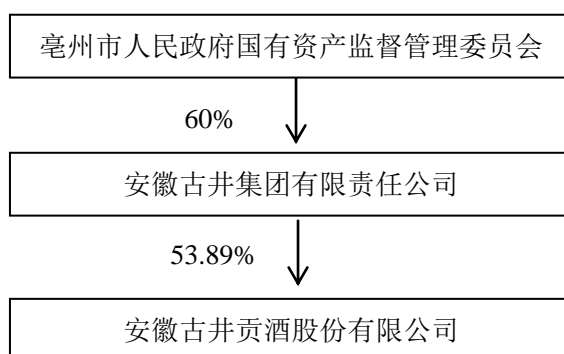 亳州市人民政府国有资产监督管理委员会
60%
安徽古井集团有限责任公司
53.89%
安徽古井贡酒股份有限公司